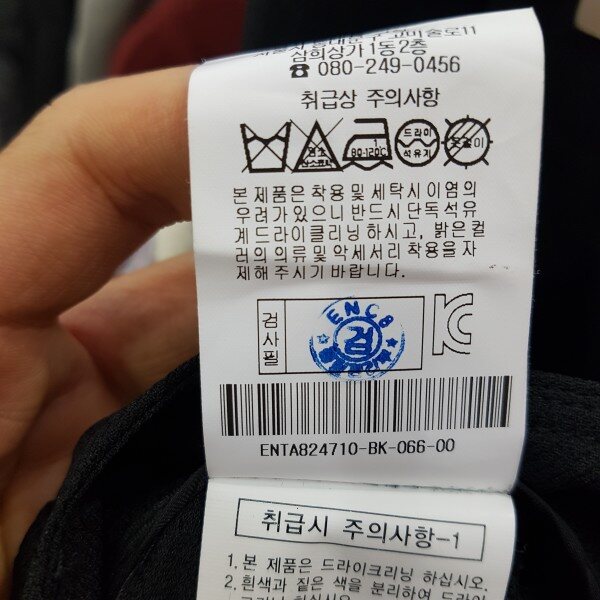 삼희상가1동2층
☎ 080-249-0456
취급상 주의사항
80-120℃
드라이
석유계
본 제품은 착용 및 세탁시 이염의
우려가 있으니 반드시 단독 석유
계 드라이클리닝 하시고, 밝은 컬
러의 의류 및 악세서리 착용을 자
제해 주시기 바랍니다.
검사필
ENC8
검
ENTA824710-BK-066-00
취급시 주의사항-1
1. 본 제품은 드라이크리닝 하십시오.
2. 흰색과 짙은 색을 분리하여 드라이